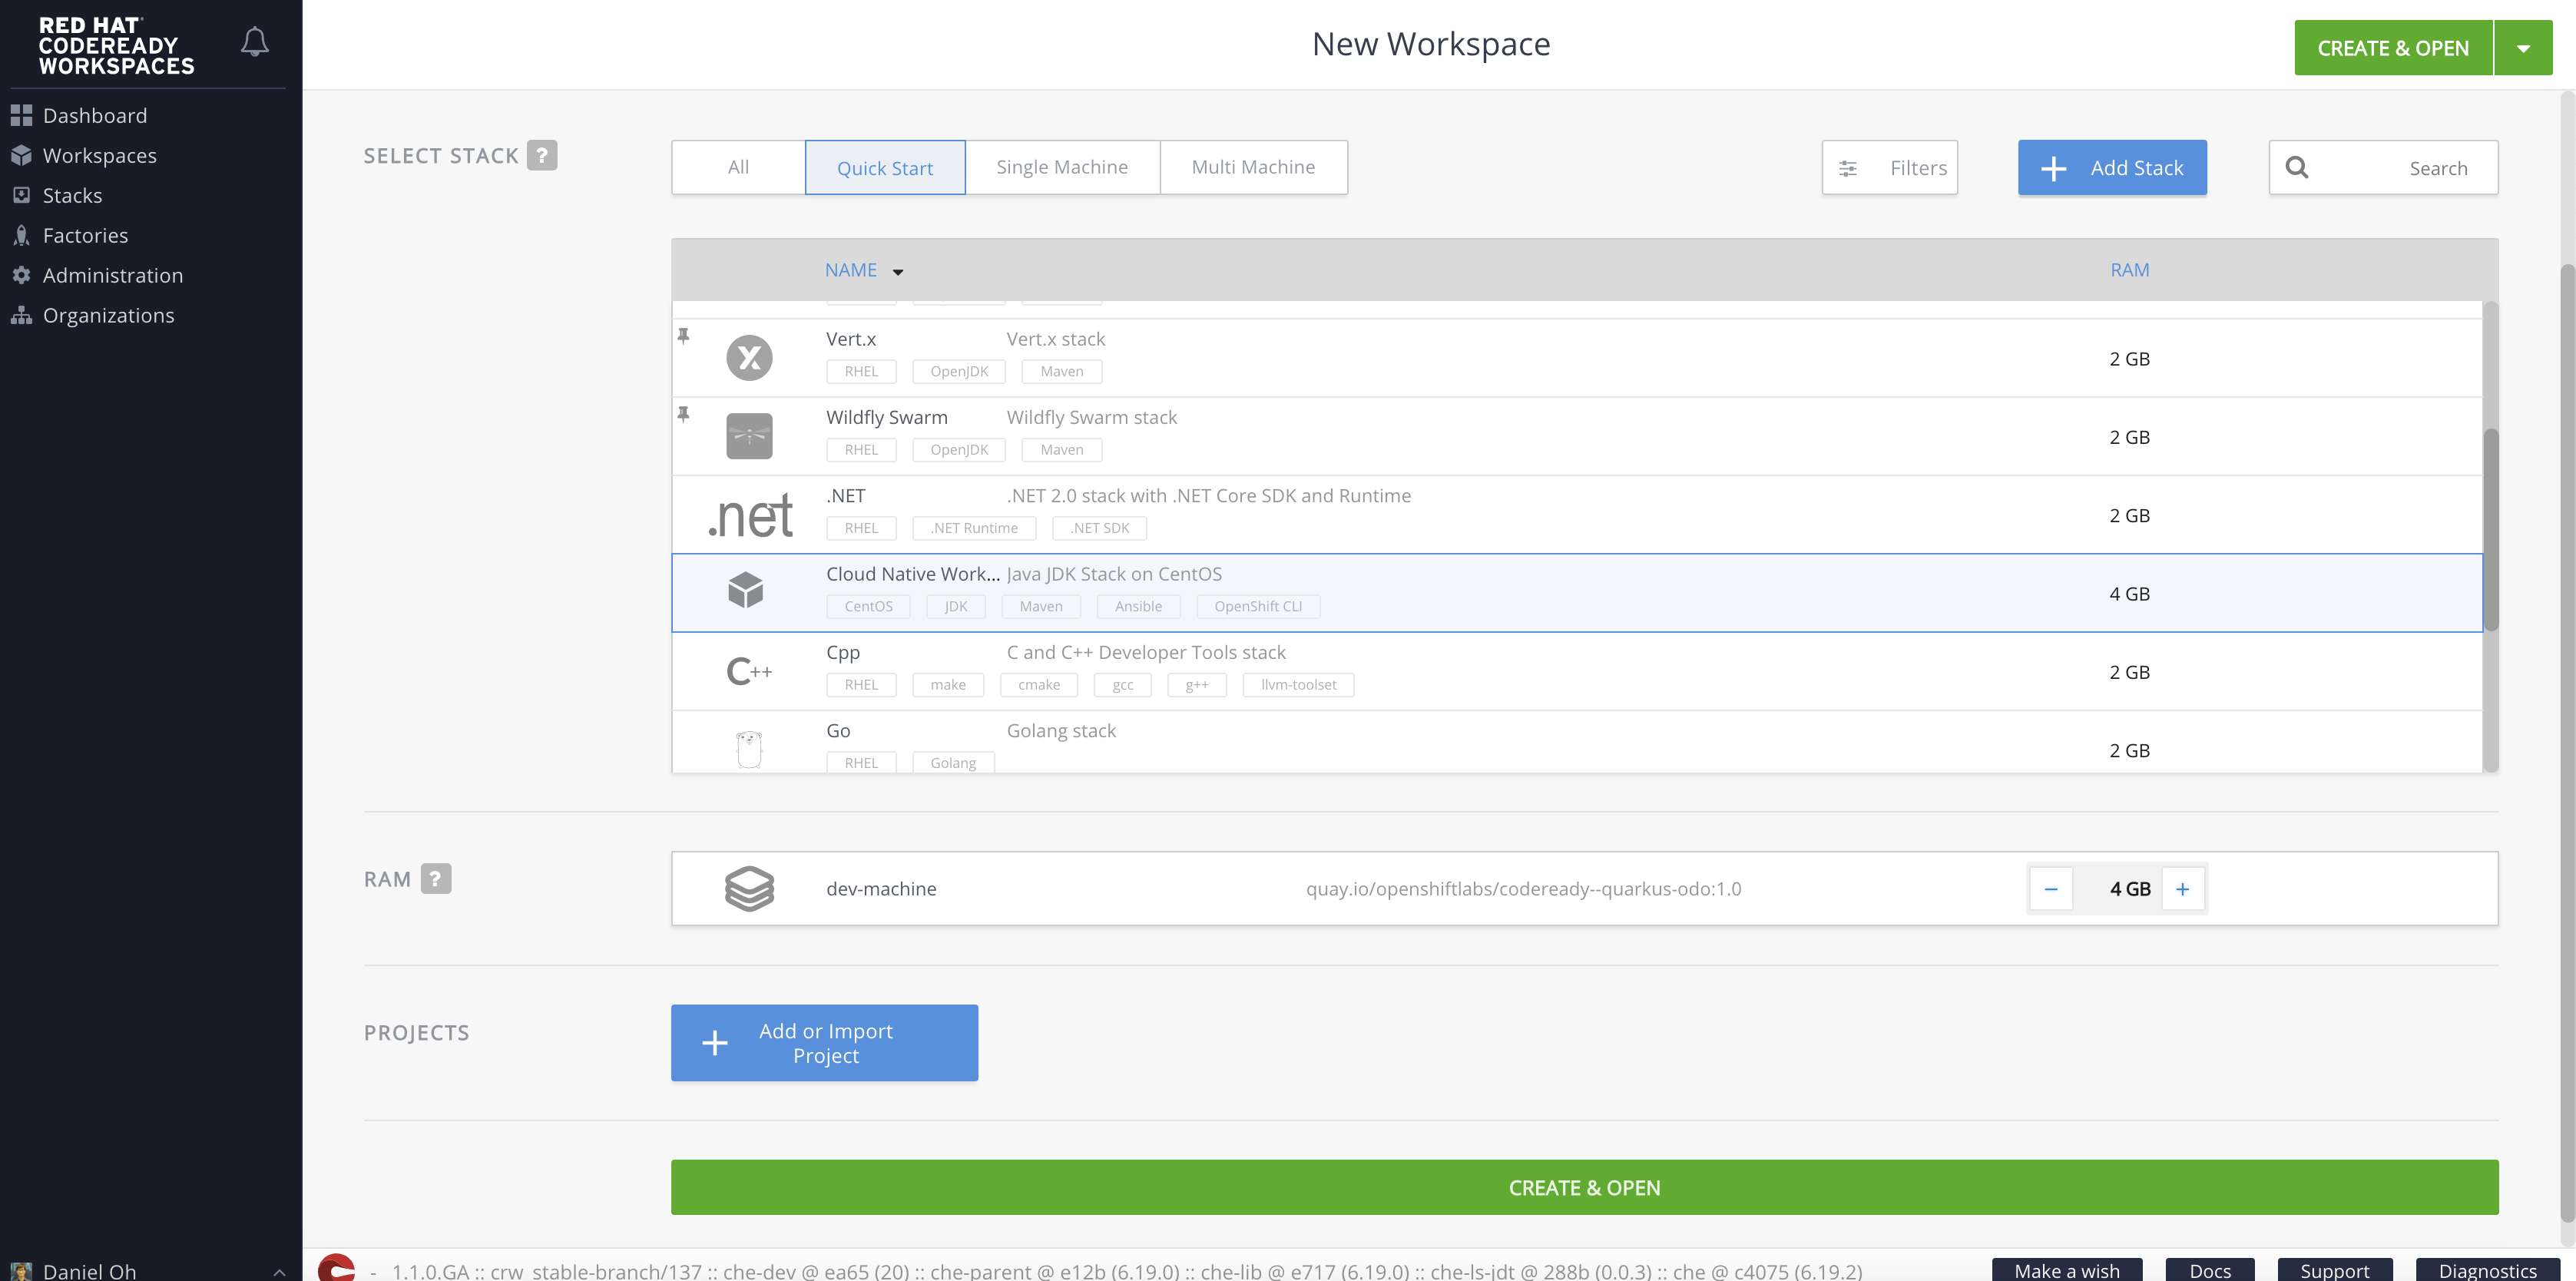 RED HAT
CODEREADY
WORKSPACES
Dashboard
Workspaces
Stacks
Factories
Administration
Organizations
Daniel Oh
New Workspace
CREATE & OPEN
SELECT STACK ?
All
Quick Start
Single Machine
Multi Machine
Filters
Add Stack
Search
NAME
RAM
Vert.x Vert.x stack
RHEL OpenJDK Maven
2 GB
Wildfly Swarm Wildfly Swarm stack
RHEL OpenJDK Maven
2 GB
.net
.NET .NET 2.0 stack with .NET Core SDK and Runtime
RHEL .NET Runtime .NET SDK
2 GB
Cloud Native Work... Java JDK Stack on CentOS
CentOS JDK Maven Ansible OpenShift CLI
4 GB
C++
Cpp C and C++ Developer Tools stack
RHEL make cmake gcc g++ llvm-toolset
2 GB
Go Golang stack
RHEL Golang
2 GB
RAM ?
dev-machine
quay.io/openshiftlabs/codeready--quarkus-odo:1.0
− 4 GB +
PROJECTS
Add or Import
Project
CREATE & OPEN
- 1.1.0.GA :: crw_stable-branch/137 :: che-dev @ ea65 (20) :: che-parent @ e12b (6.19.0) :: che-lib @ e717 (6.19.0) :: che-ls-jdt @ 288b (0.0.3) :: che @ c4075 (6.19.2)
Make a wish
Docs
Support
Diagnostics